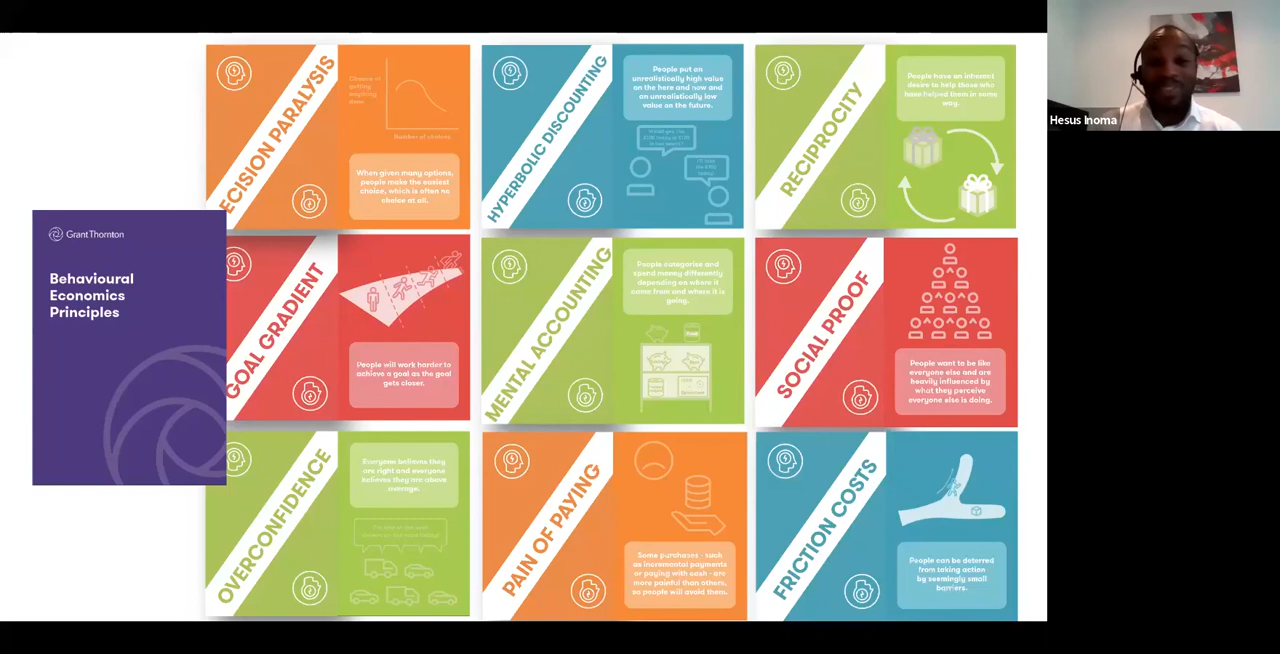 Hesus Inoma
GrantThornton
Behavioural
Economics
Principles
ECISION PARALYSIS
Chance of
getting
anything
done
Number of choices
When given many options,
people make the easiest
choice, which is often no
choice at all.
HYPERBOLIC DISCOUNTING
People put an
unrealistically high value
on the here and now and
an unrealistically low
value on the future.
RECIPROCITY
People have an inherent
desire to help those who
have helped them in some
way.
GOAL GRADIENT
People will work harder to
achieve a goal as the goal
gets closer.
MENTAL ACCOUNTING
People categorise and
spend money differently
depending on where it
came from and where it is
going.
SOCIAL PROOF
People want to be like
everyone else and are
heavily influenced by
what they perceive
everyone else is doing.
OVERCONFIDENCE
Everyone believes they
are right and everyone
believes they are above
average.
PAIN OF PAYING
Some purchases - such
as incremental payments
or paying with cash - are
more painful than others,
so people will avoid them.
FRICTION COSTS
People can be deterred
from taking action
by seemingly small
barriers.